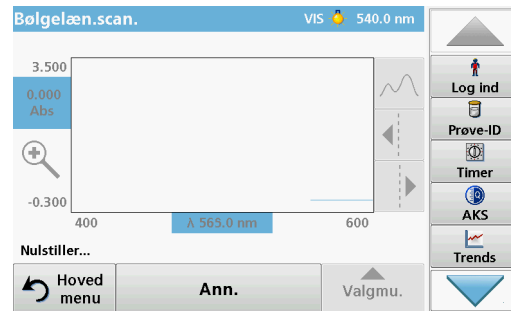 Bølgelæn.scan.
VIS 540.0 nm
3.500
0.000
Abs
-0.300
400
λ 565.0 nm
600
Nulstiller...
Hoved
menu
Ann.
Valgmu.
Log ind
Prøve-ID
Timer
AKS
Trends